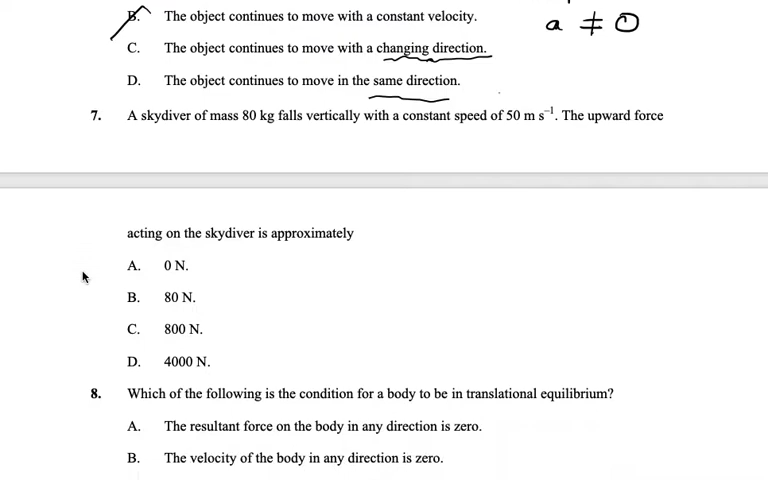 B. The object continues to move with a constant velocity.
a ≠ 0
C. The object continues to move with a changing direction.
D. The object continues to move in the same direction.
7. A skydiver of mass 80 kg falls vertically with a constant speed of 50 m s⁻¹. The upward force
acting on the skydiver is approximately
A. 0 N.
B. 80 N.
C. 800 N.
D. 4000 N.
8. Which of the following is the condition for a body to be in translational equilibrium?
A. The resultant force on the body in any direction is zero.
B. The velocity of the body in any direction is zero.